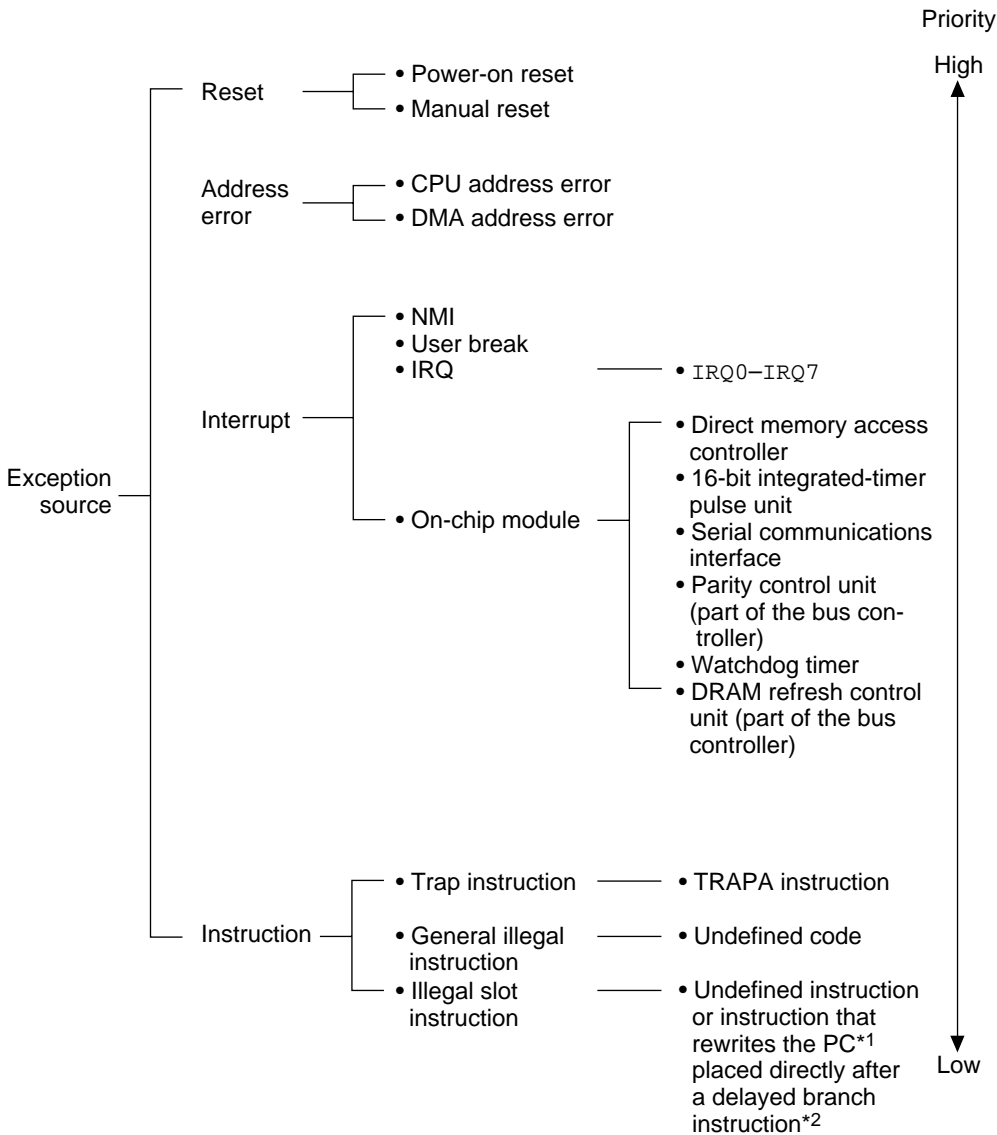 Priority
High
Reset
• Power-on reset
• Manual reset
Address
error
• CPU address error
• DMA address error
Interrupt
• NMI
• User break
• IRQ
• IRQ0–IRQ7
• On-chip module
• Direct memory access
controller
• 16-bit integrated-timer
pulse unit
• Serial communications
interface
• Parity control unit
(part of the bus con-
troller)
• Watchdog timer
• DRAM refresh control
unit (part of the bus
controller)
Exception
source
Instruction
• Trap instruction
• TRAPA instruction
• General illegal
instruction
• Undefined code
• Illegal slot
instruction
• Undefined instruction
or instruction that
rewrites the PC*1
placed directly after
a delayed branch
instruction*2
Low